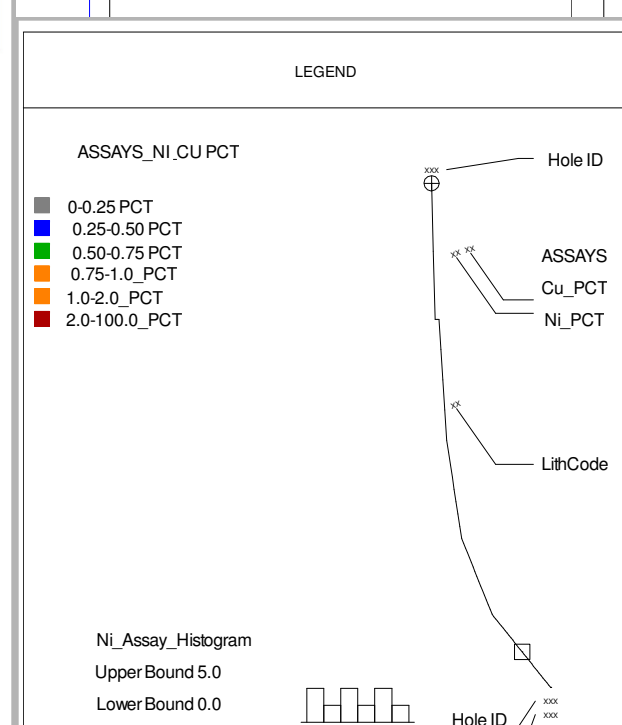 LEGEND
ASSAYS_NI_CU PCT
0-0.25 PCT
0.25-0.50 PCT
0.50-0.75 PCT
0.75-1.0_PCT
1.0-2.0_PCT
2.0-100.0_PCT
xxx
Hole ID
xx xx
ASSAYS
Cu_PCT
Ni_PCT
xx
LithCode
Ni_Assay_Histogram
Upper Bound 5.0
Lower Bound 0.0
xxx
Hole ID
xxx